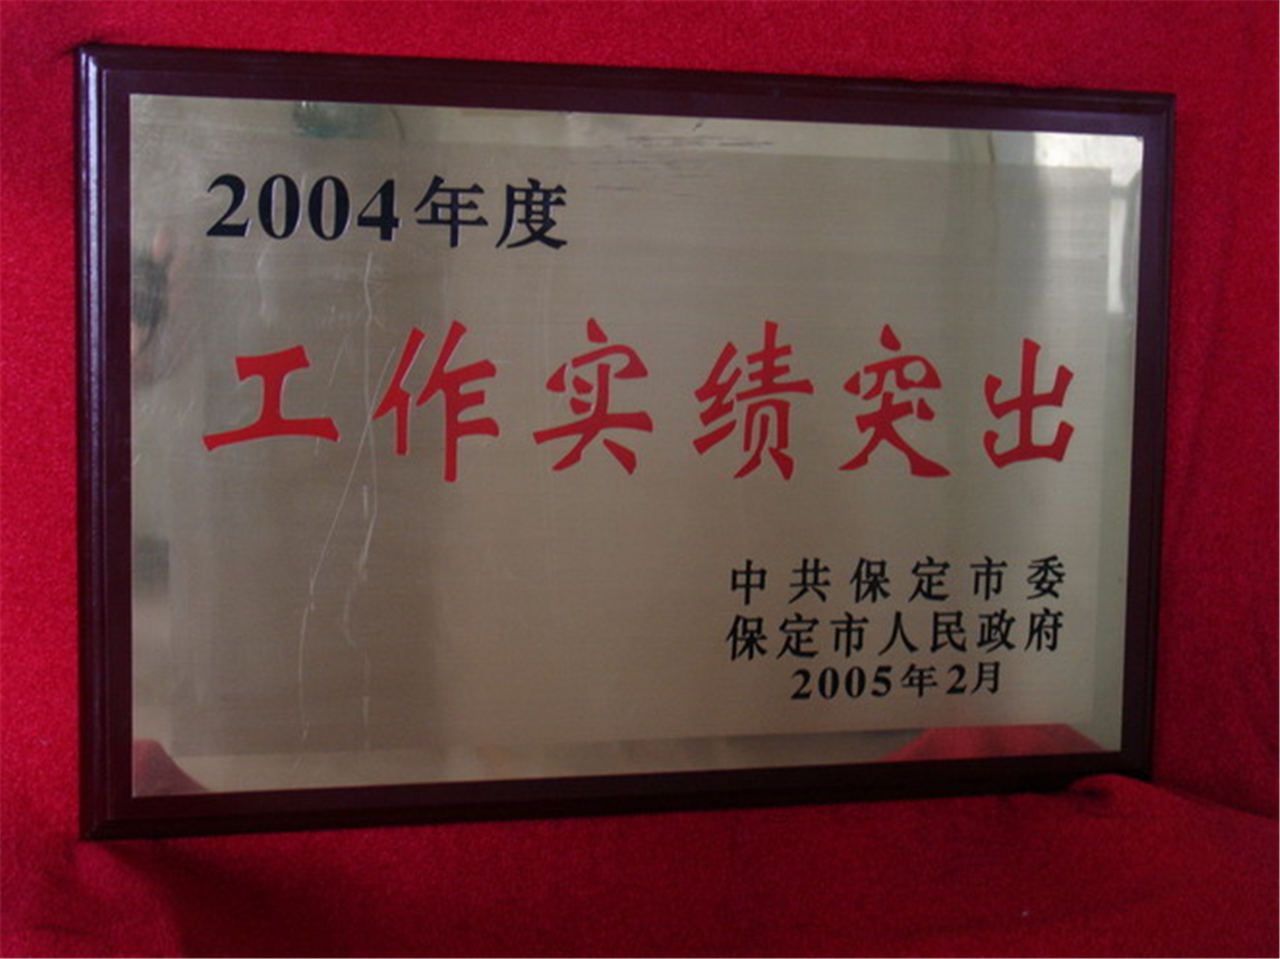 2004年度
工作实绩突出
中共保定市委
保定市人民政府
2005年2月